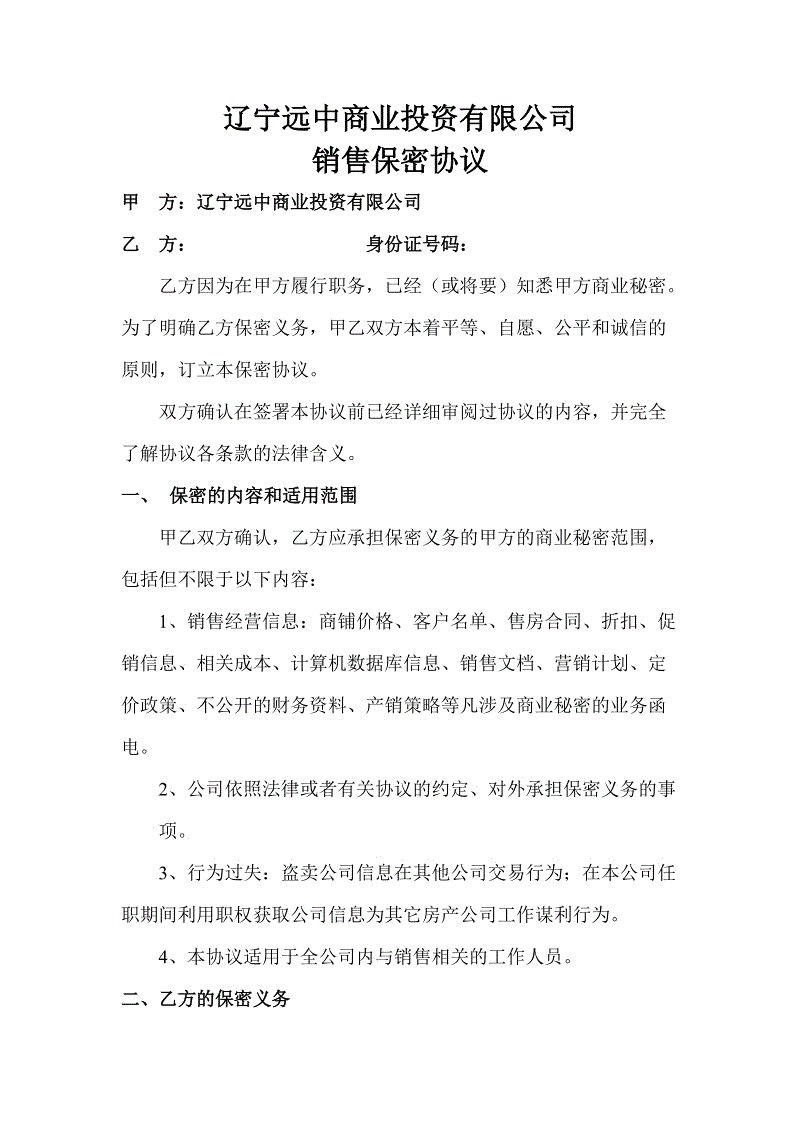 辽宁远中商业投资有限公司
销售保密协议
甲　方：辽宁远中商业投资有限公司
乙　方：　　　　　　　　　身份证号码：
乙方因为在甲方履行职务，已经（或将要）知悉甲方商业秘密。
为了明确乙方保密义务，甲乙双方本着平等、自愿、公平和诚信的
原则，订立本保密协议。
双方确认在签署本协议前已经详细审阅过协议的内容，并完全
了解协议各条款的法律含义。
一、 保密的内容和适用范围
甲乙双方确认，乙方应承担保密义务的甲方的商业秘密范围，
包括但不限于以下内容：
1、销售经营信息：商铺价格、客户名单、售房合同、折扣、促
销信息、相关成本、计算机数据库信息、销售文档、营销计划、定
价政策、不公开的财务资料、产销策略等凡涉及商业秘密的业务函
电。
2、公司依照法律或者有关协议的约定、对外承担保密义务的事
项。
3、行为过失：盗卖公司信息在其他公司交易行为；在本公司任
职期间利用职权获取公司信息为其它房产公司工作谋利行为。
4、本协议适用于全公司内与销售相关的工作人员。
二、乙方的保密义务